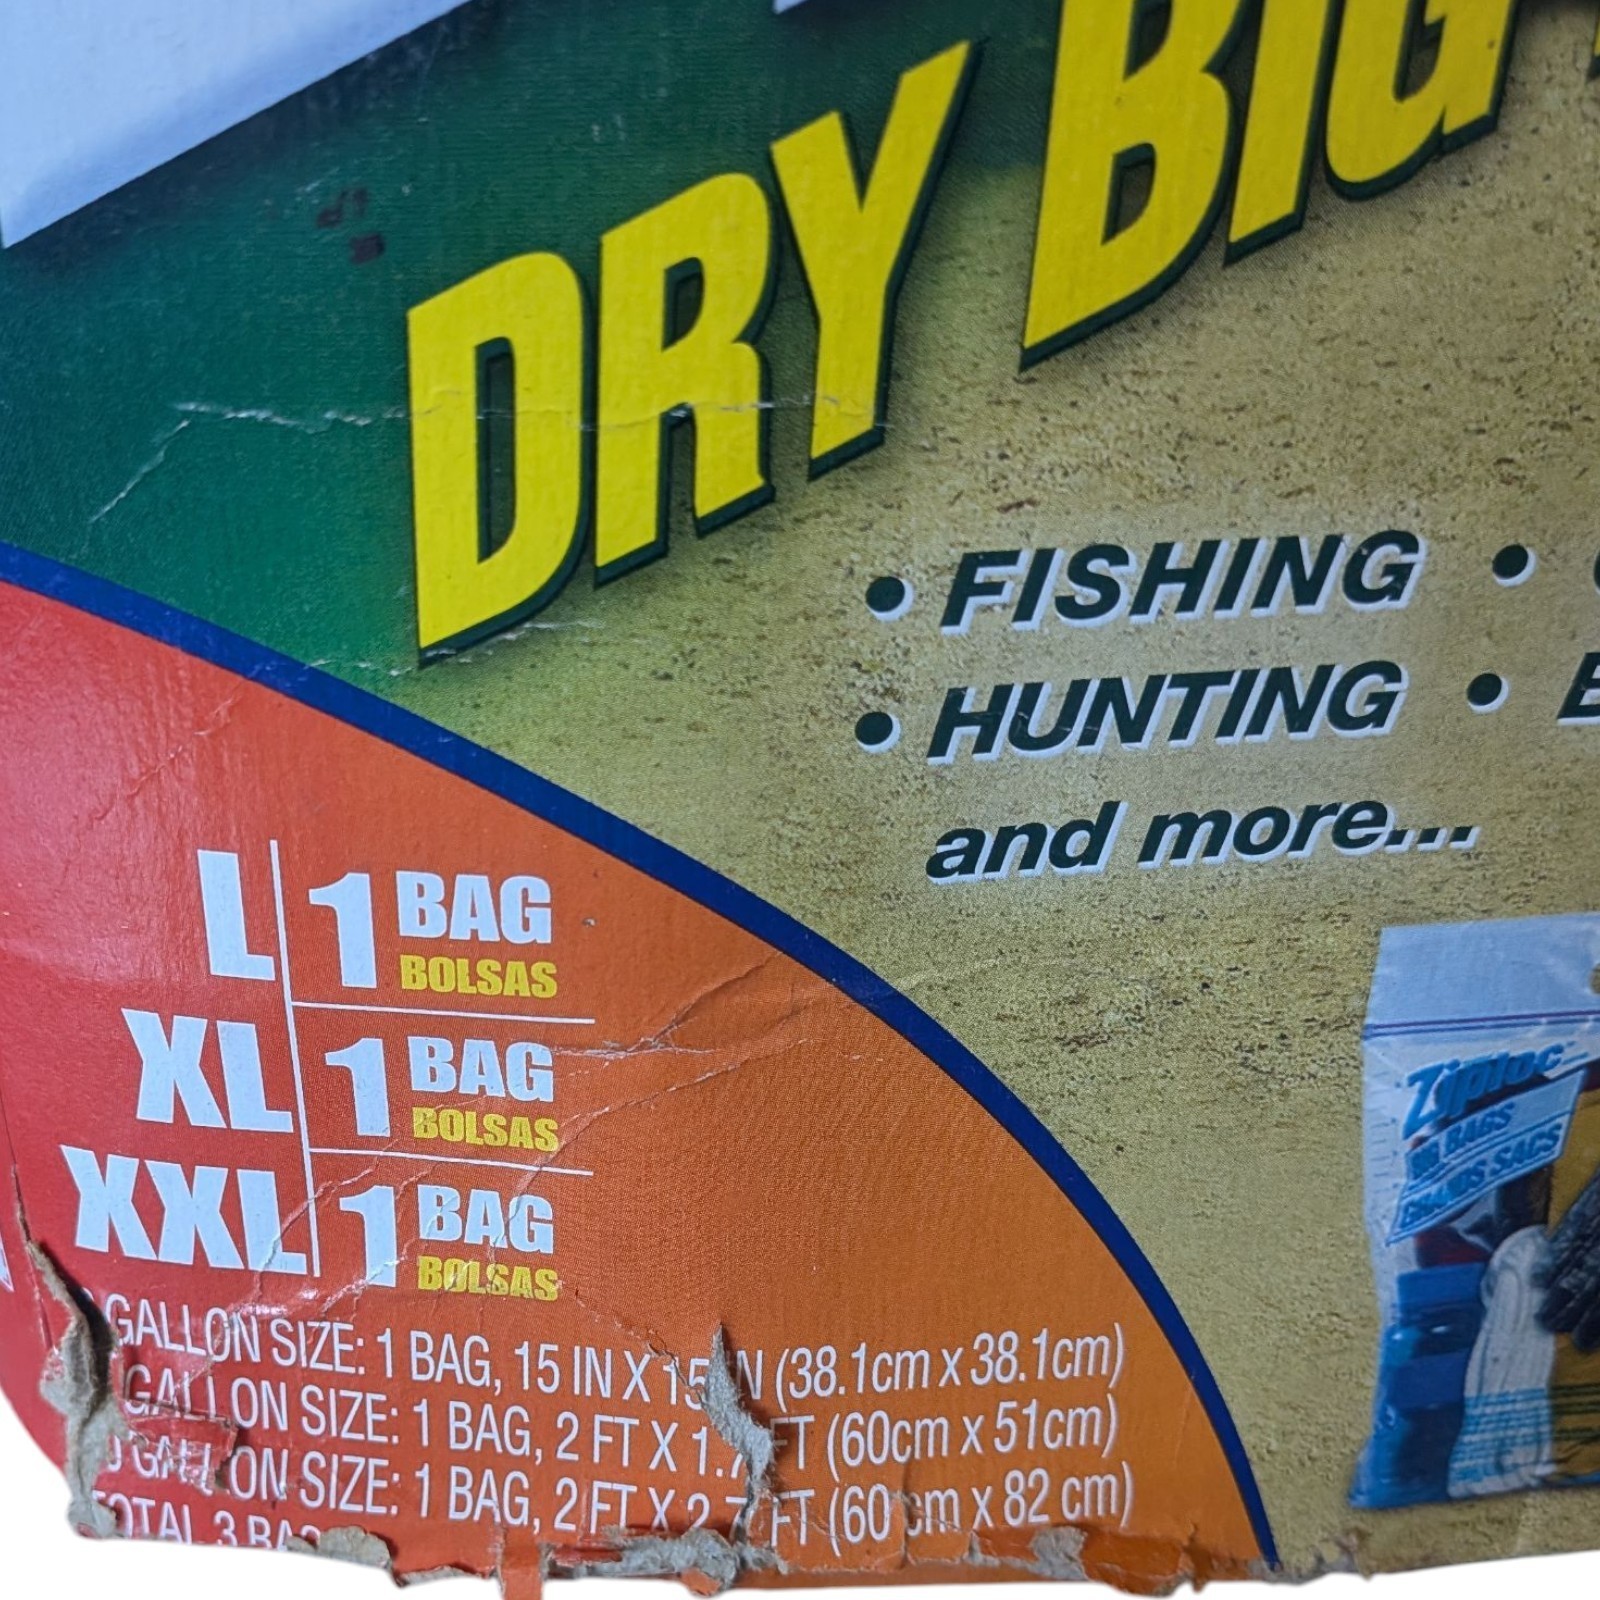 DRY BIG
• FISHING •
• HUNTING •
and more...
L 1 BAG
BOLSAS
XL 1 BAG
BOLSAS
XXL 1 BAG
BOLSAS
GALLON SIZE: 1 BAG, 15 IN X 15 IN (38.1cm x 38.1cm)
GALLON SIZE: 1 BAG, 2 FT X 1.7 FT (60cm x 51cm)
GALLON SIZE: 1 BAG, 2 FT X 2.7 FT (60 cm x 82 cm)
TOTAL 3
Ziploc
BIG BAGS
GRANDS SACS